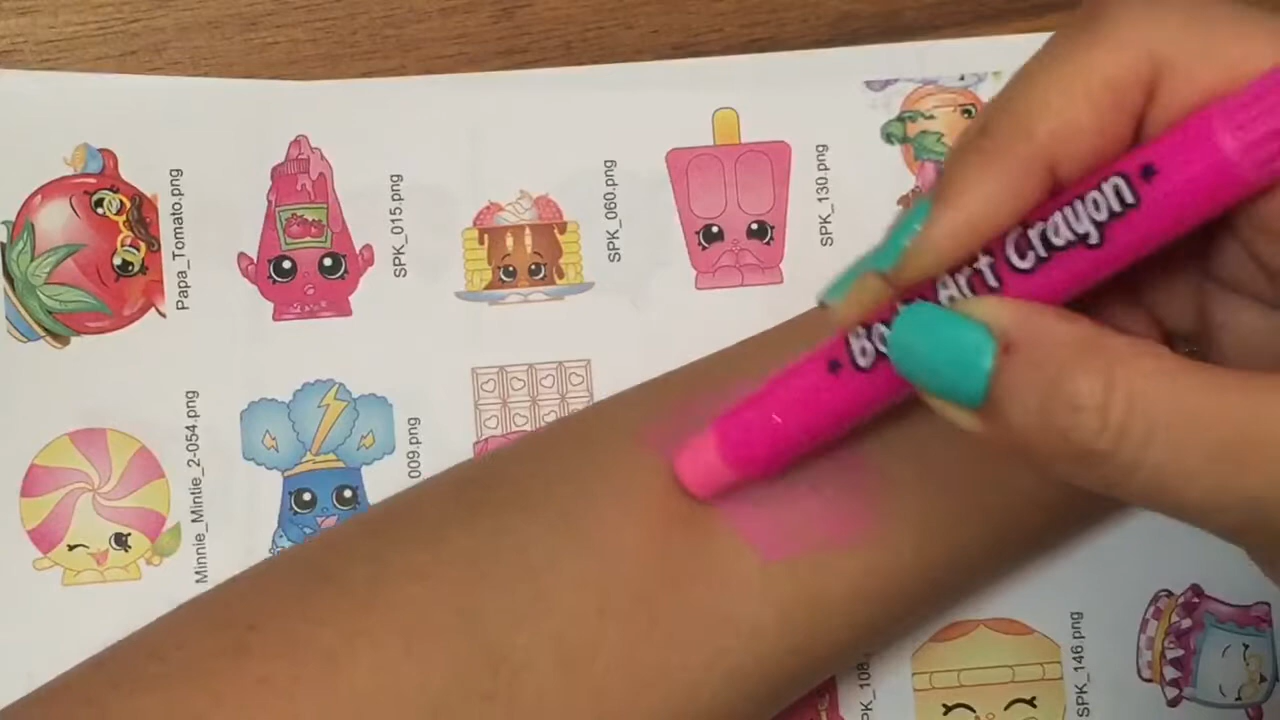 Papa_Tomato.png
SPK_015.png
SPK_060.png
SPK_130.png
Art Crayon
Minnie_Mintie_2-054.png
009.png
SPK_146.png